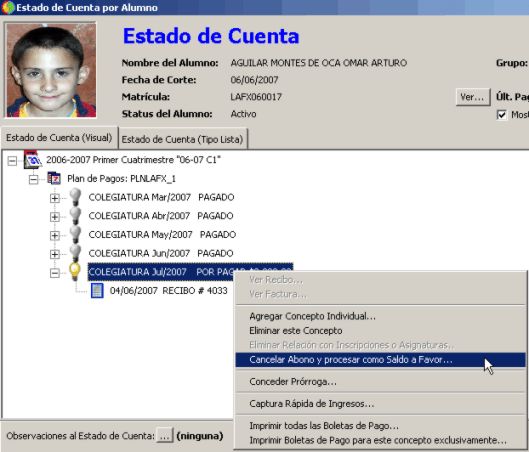 Estado de Cuenta por Alumno
Estado de Cuenta
Nombre del Alumno: AGUILAR MONTES DE OCA OMAR ARTURO Grupo:
Fecha de Corte: 06/06/2007
Matrícula: LAFX060017 Ver... Últ. Pag
Status del Alumno: Activo Most
Estado de Cuenta (Visual) Estado de Cuenta (Tipo Lista)
2006-2007 Primer Cuatrimestre "06-07 C1"
Plan de Pagos: PLNLAFX_1
COLEGIATURA Mar/2007 PAGADO
COLEGIATURA Abr/2007 PAGADO
COLEGIATURA May/2007 PAGADO
COLEGIATURA Jun/2007 PAGADO
COLEGIATURA Jul/2007 POR PAGAR
04/06/2007 RECIBO # 4033
Ver Recibo...
Ver Factura...
Agregar Concepto Individual...
Eliminar este Concepto
Eliminar Relación con Inscripciones o Asignaturas..
Cancelar Abono y procesar como Saldo a Favor...
Conceder Prórroga...
Captura Rápida de Ingresos...
Imprimir todas las Boletas de Pago...
Imprimir Boletas de Pago para este concepto exclusivamente...
Observaciones al Estado de Cuenta: ... (ninguna)